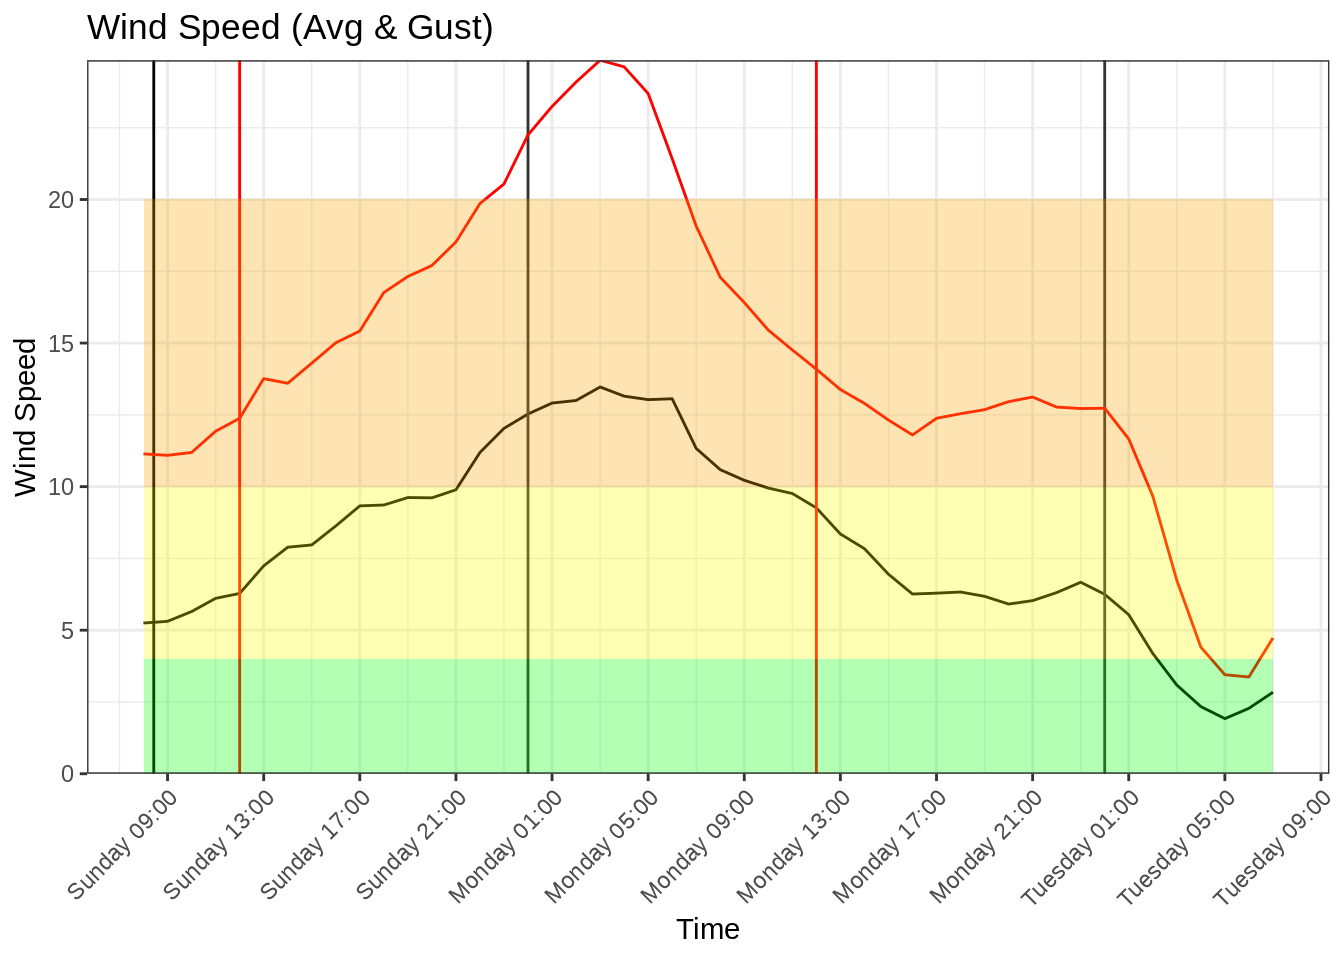 Wind Speed (Avg & Gust)
Wind Speed
20
15
10
5
0
Sunday 09:00
Sunday 13:00
Sunday 17:00
Sunday 21:00
Monday 01:00
Monday 05:00
Monday 09:00
Monday 13:00
Monday 17:00
Monday 21:00
Tuesday 01:00
Tuesday 05:00
Tuesday 09:00
Time